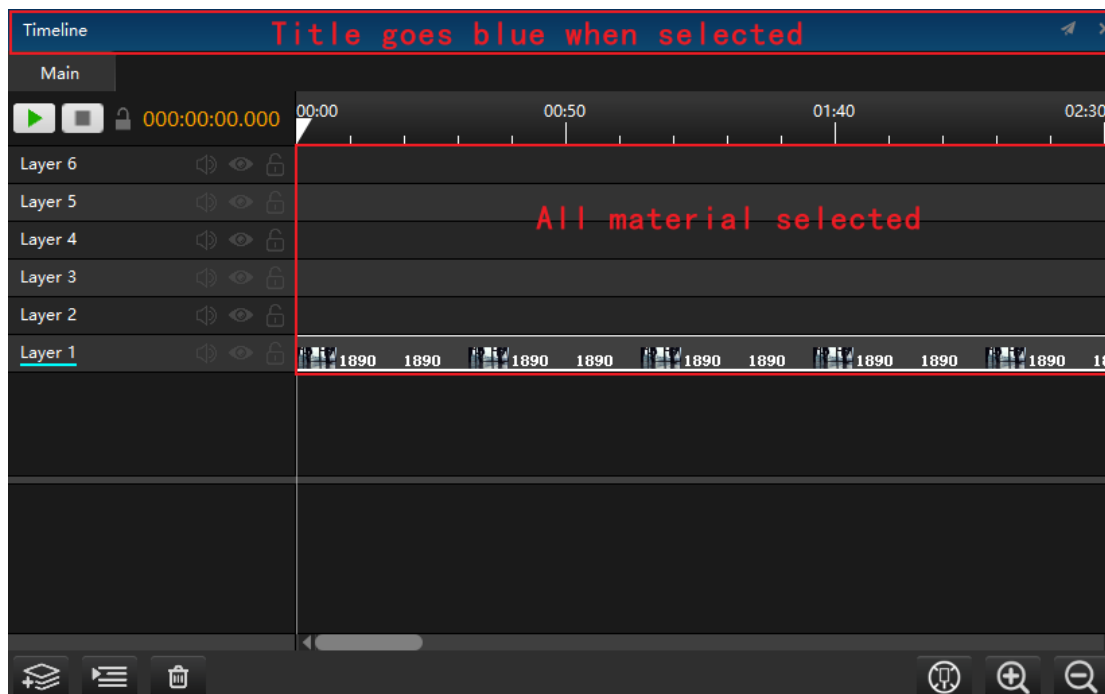 Timeline
Title goes blue when selected
Main
000:00:00.000
00:00 00:50 01:40 02:30
Layer 6
Layer 5
All material selected
Layer 4
Layer 3
Layer 2
Layer 1
1890 1890 1890 1890 1890 1890 1890 1890 1890